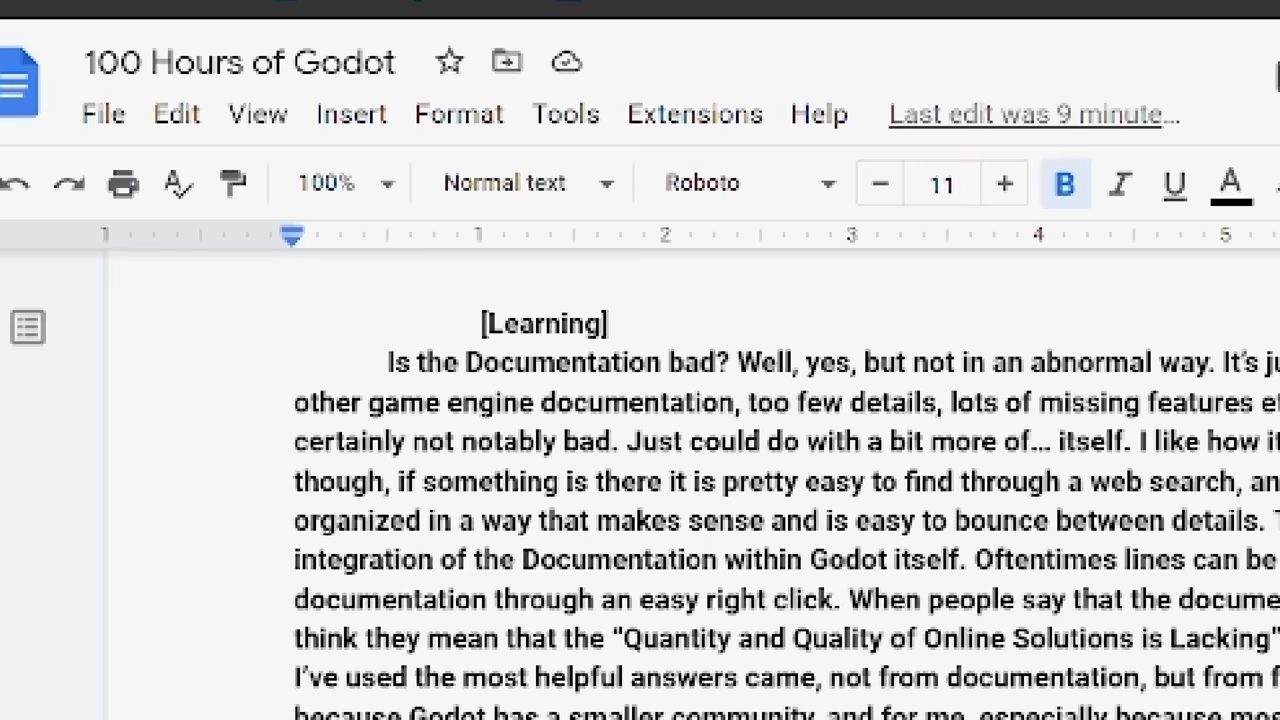 100 Hours of Godot
File Edit View Insert Format Tools Extensions Help Last edit was 9 minute...
100% Normal text Roboto − 11 + B I U A
1 1 2 3 4 5
[Learning]
Is the Documentation bad? Well, yes, but not in an abnormal way. It's
other game engine documentation, too few details, lots of missing features
certainly not notably bad. Just could do with a bit more of... itself. I like how
though, if something is there it is pretty easy to find through a web search,
organized in a way that makes sense and is easy to bounce between details.
integration of the Documentation within Godot itself. Oftentimes lines can be
documentation through an easy right click. When people say that the
think they mean that the “Quantity and Quality of Online Solutions is Lacking”
I've used the most helpful answers came, not from documentation, but from
because Godot has a smaller community, and for me, especially because